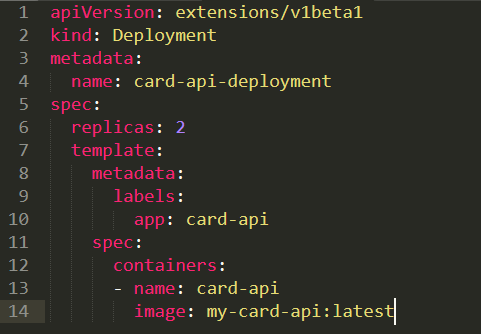 1 apiVersion: extensions/v1beta1
2 kind: Deployment
3 metadata:
4   name: card-api-deployment
5 spec:
6   replicas: 2
7   template:
8     metadata:
9       labels:
10         app: card-api
11     spec:
12       containers:
13       - name: card-api
14         image: my-card-api:latest